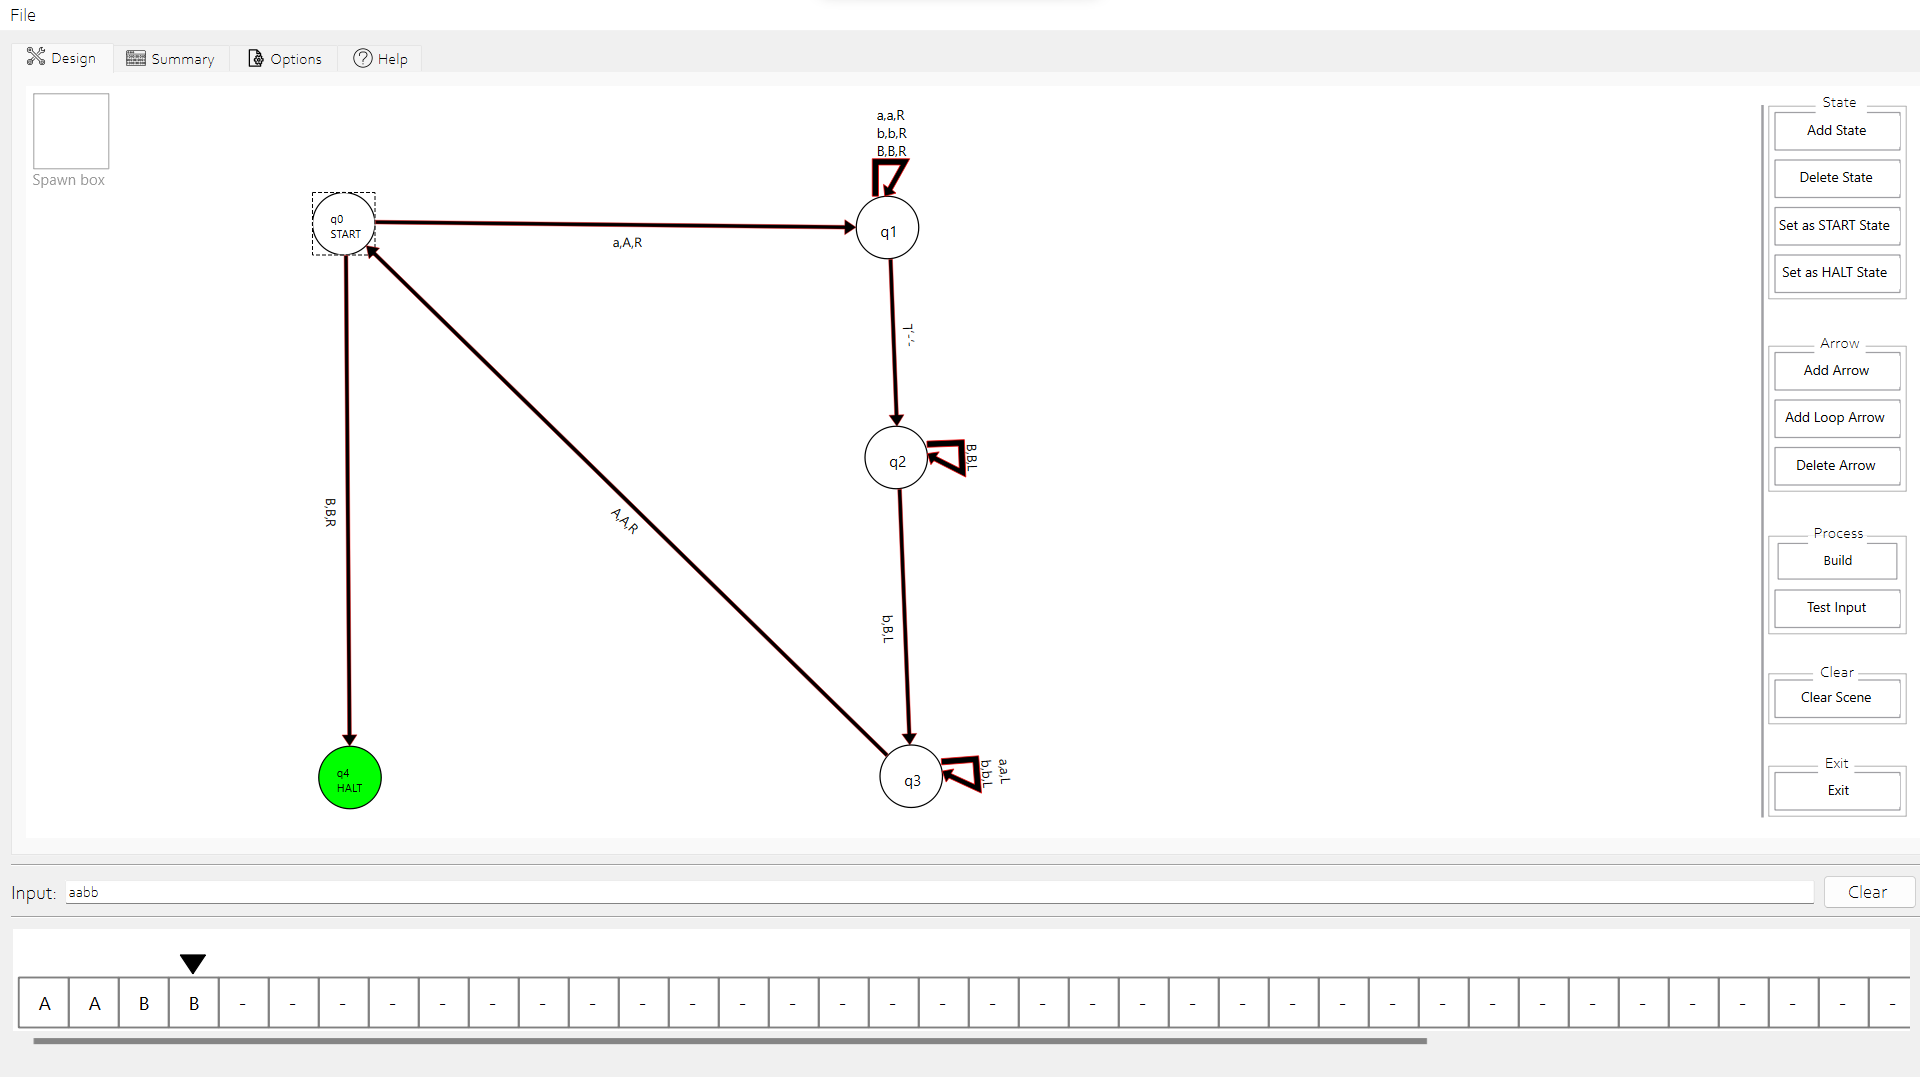 File
Design
Summary
Options
Help
Spawn box
a,a,R
b,b,R
B,B,R
q0
START
a,A,R
q1
-,-,L
q2
B,B,L
B,B,R
A,A,R
b,B,L
q4
HALT
q3
b,b,L
a,a,L
State
Add State
Delete State
Set as START State
Set as HALT State
Arrow
Add Arrow
Add Loop Arrow
Delete Arrow
Process
Build
Test Input
Clear
Clear Scene
Exit
Exit
Input: aabb
Clear
A A B B - - - - - - - - - - - - - - - - - - - - - - - - - - - - - - - - - -